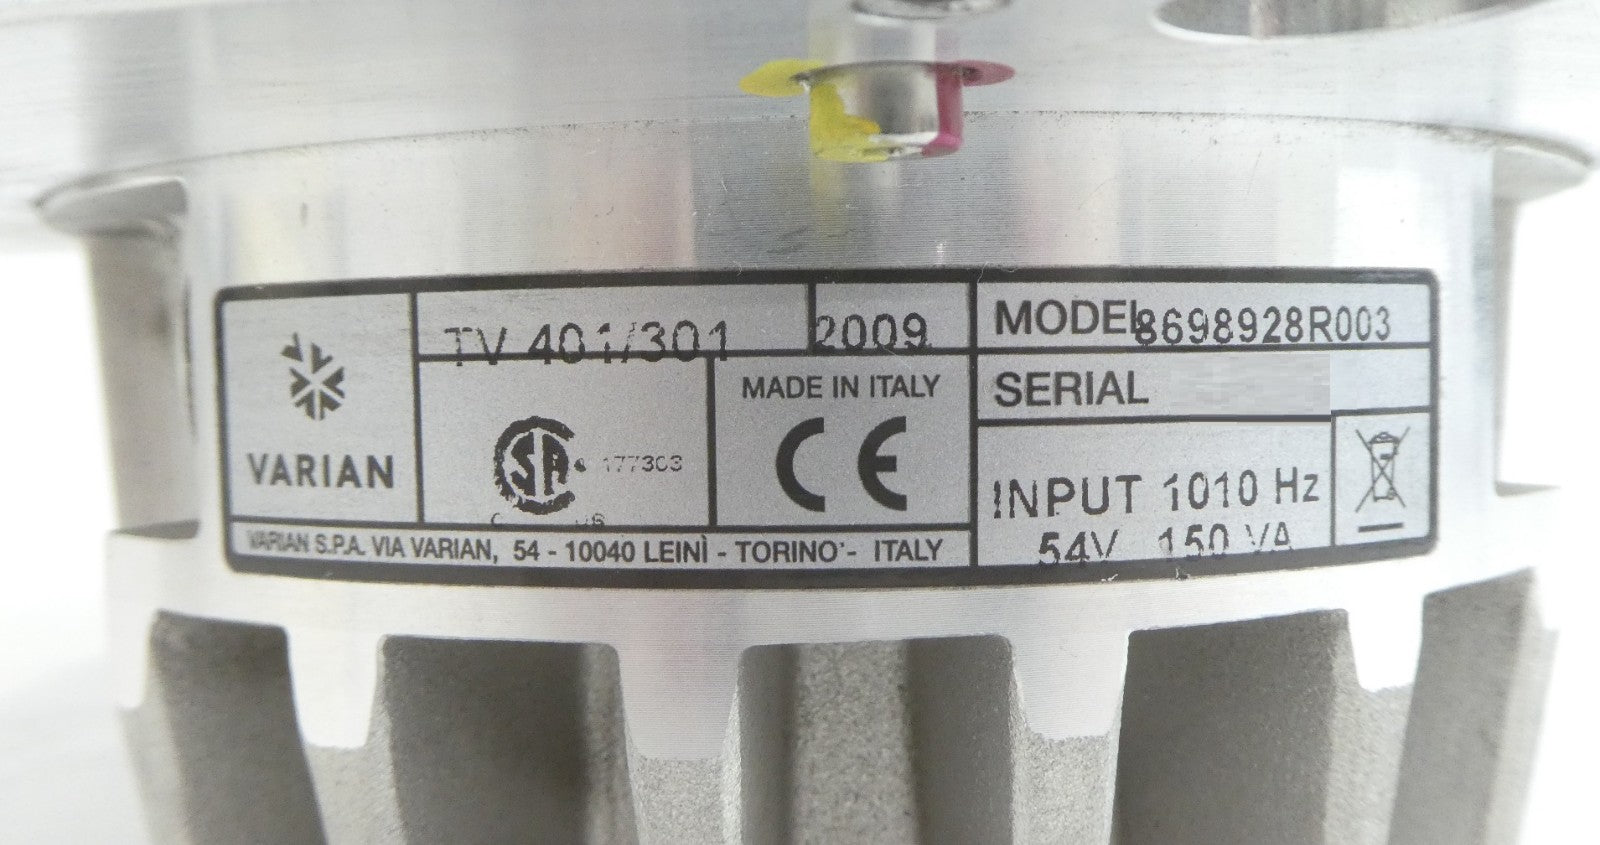 TV 401/301
2009
MODEL 8698928R003
VARIAN
177303
C US
MADE IN ITALY
CE
SERIAL
INPUT 1010 Hz
54V 150 VA
VARIAN S.P.A. VIA VARIAN, 54 - 10040 LEINÌ - TORINO - ITALY